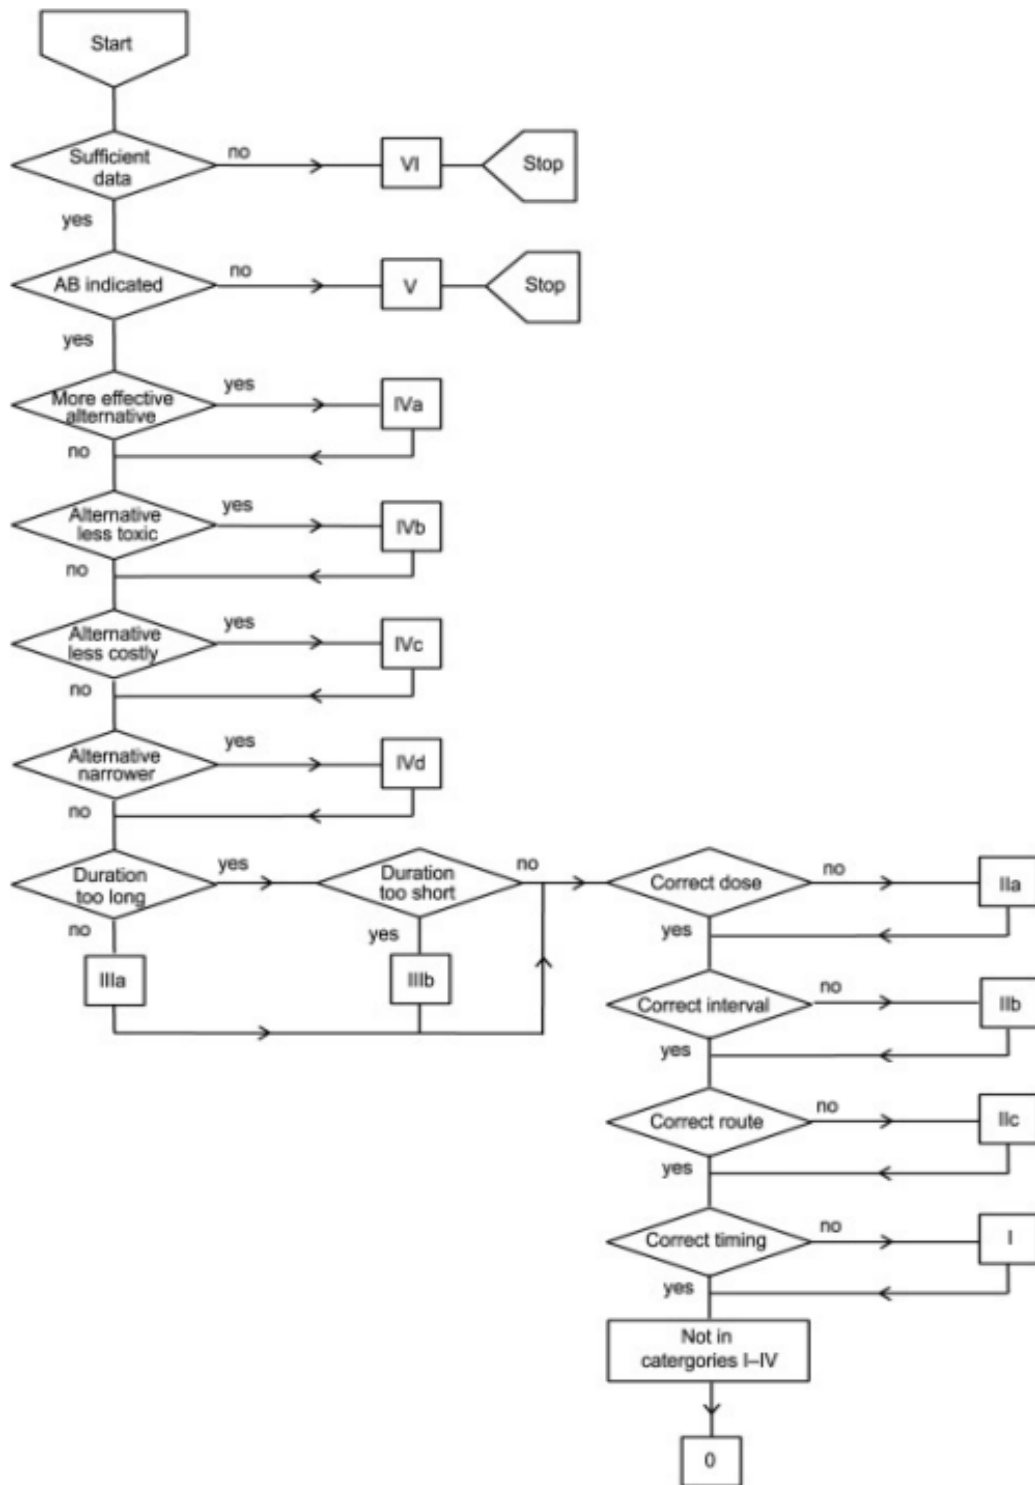 Start
Sufficient
data
no
VI
Stop
yes
AB indicated
no
V
Stop
yes
More effective
alternative
yes
IVa
no
Alternative
less toxic
yes
IVb
no
Alternative
less costly
yes
IVc
no
Alternative
narrower
yes
IVd
no
Duration
too long
yes
no
IIIa
Duration
too short
no
yes
IIIb
Correct dose
no
IIa
yes
Correct interval
no
IIb
yes
Correct route
no
IIc
yes
Correct timing
no
I
yes
Not in
catergories I–IV
0